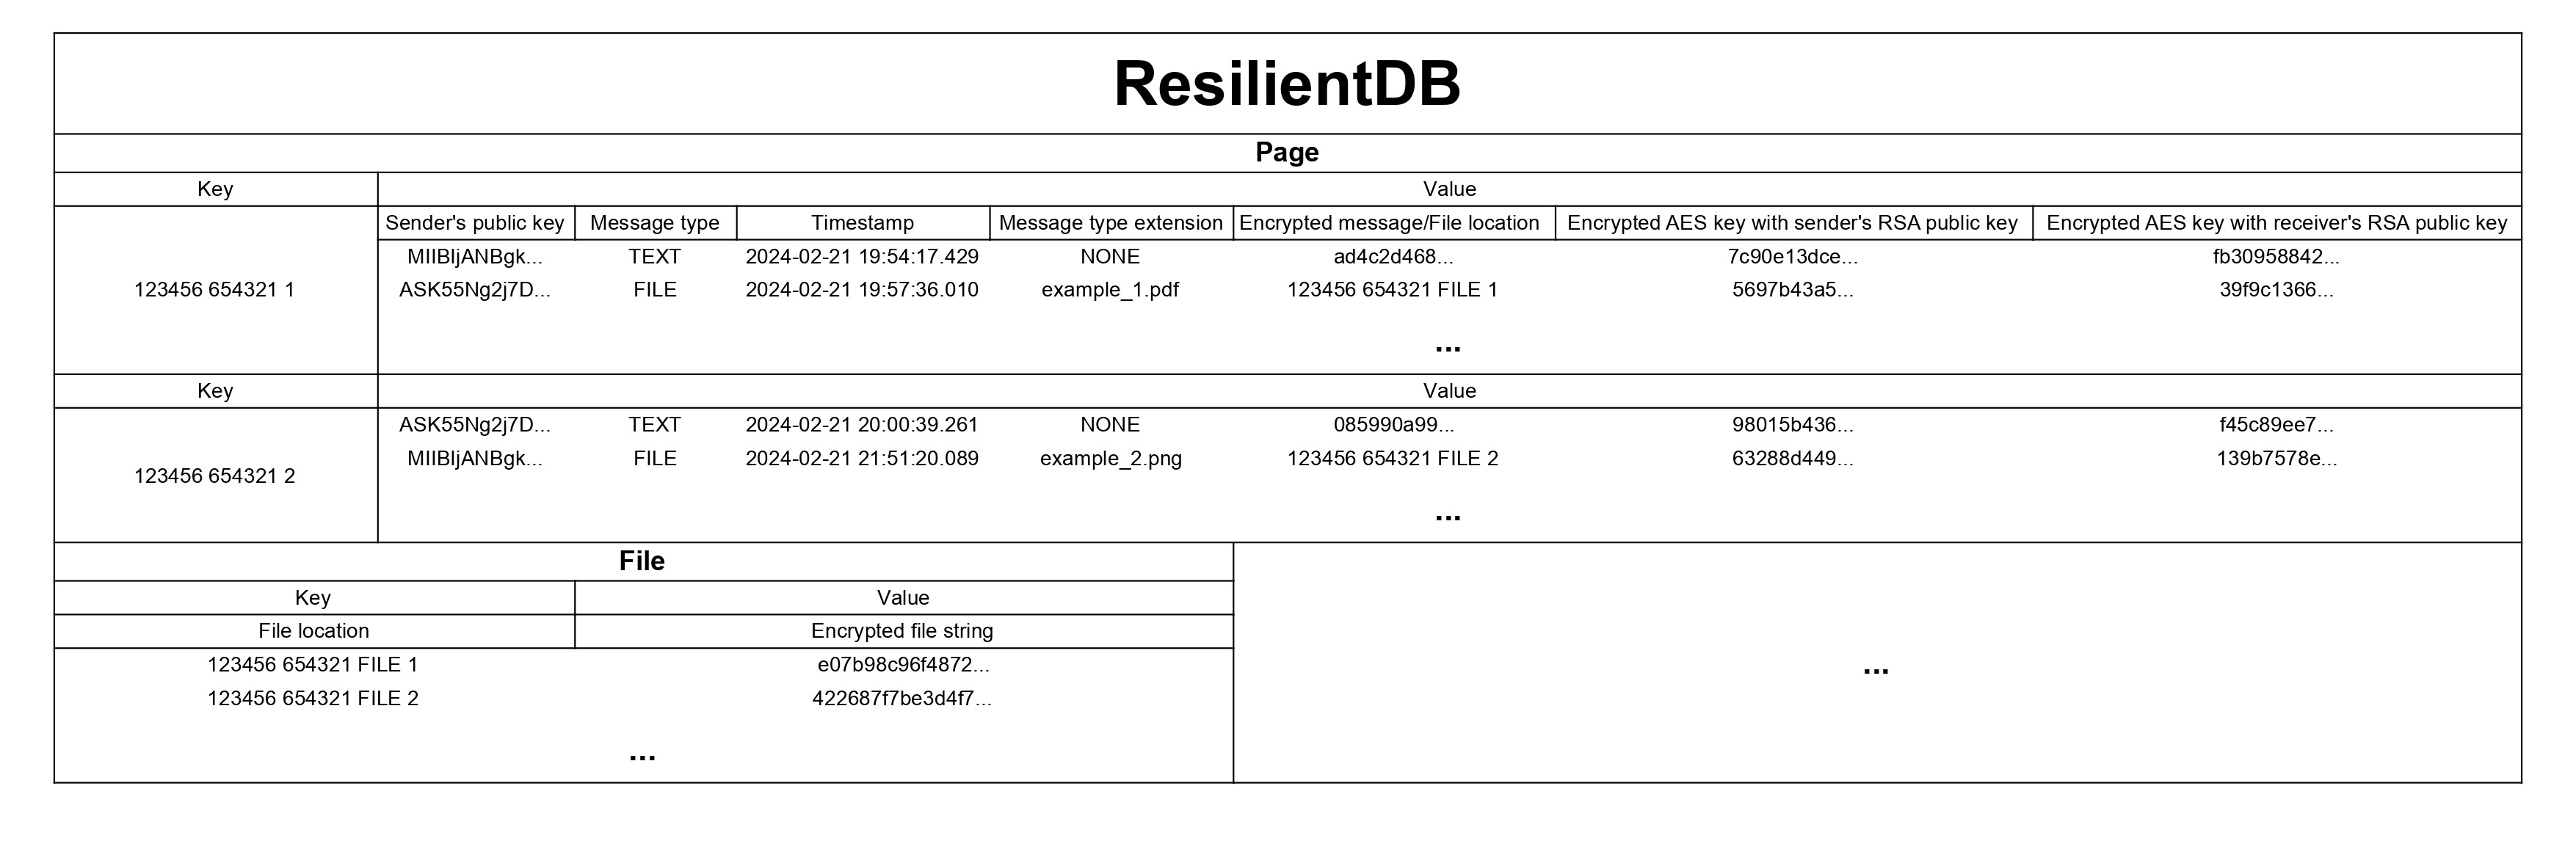 ResilientDB
Page
Key Value
Sender's public key Message type Timestamp Message type extension Encrypted message/File location Encrypted AES key with sender's RSA public key Encrypted AES key with receiver's RSA public key
MIIBIjANBgk... TEXT 2024-02-21 19:54:17.429 NONE ad4c2d468... 7c90e13dce... fb30958842...
123456 654321 1 ASK55Ng2j7D... FILE 2024-02-21 19:57:36.010 example_1.pdf 123456 654321 FILE 1 5697b43a5... 39f9c1366...
...
Key Value
ASK55Ng2j7D... TEXT 2024-02-21 20:00:39.261 NONE 085990a99... 98015b436... f45c89ee7...
MIIBIjANBgk... FILE 2024-02-21 21:51:20.089 example_2.png 123456 654321 FILE 2 63288d449... 139b7578e...
123456 654321 2
...
File
Key Value
File location Encrypted file string
123456 654321 FILE 1 e07b98c96f4872...
123456 654321 FILE 2 422687f7be3d4f7...
...
...